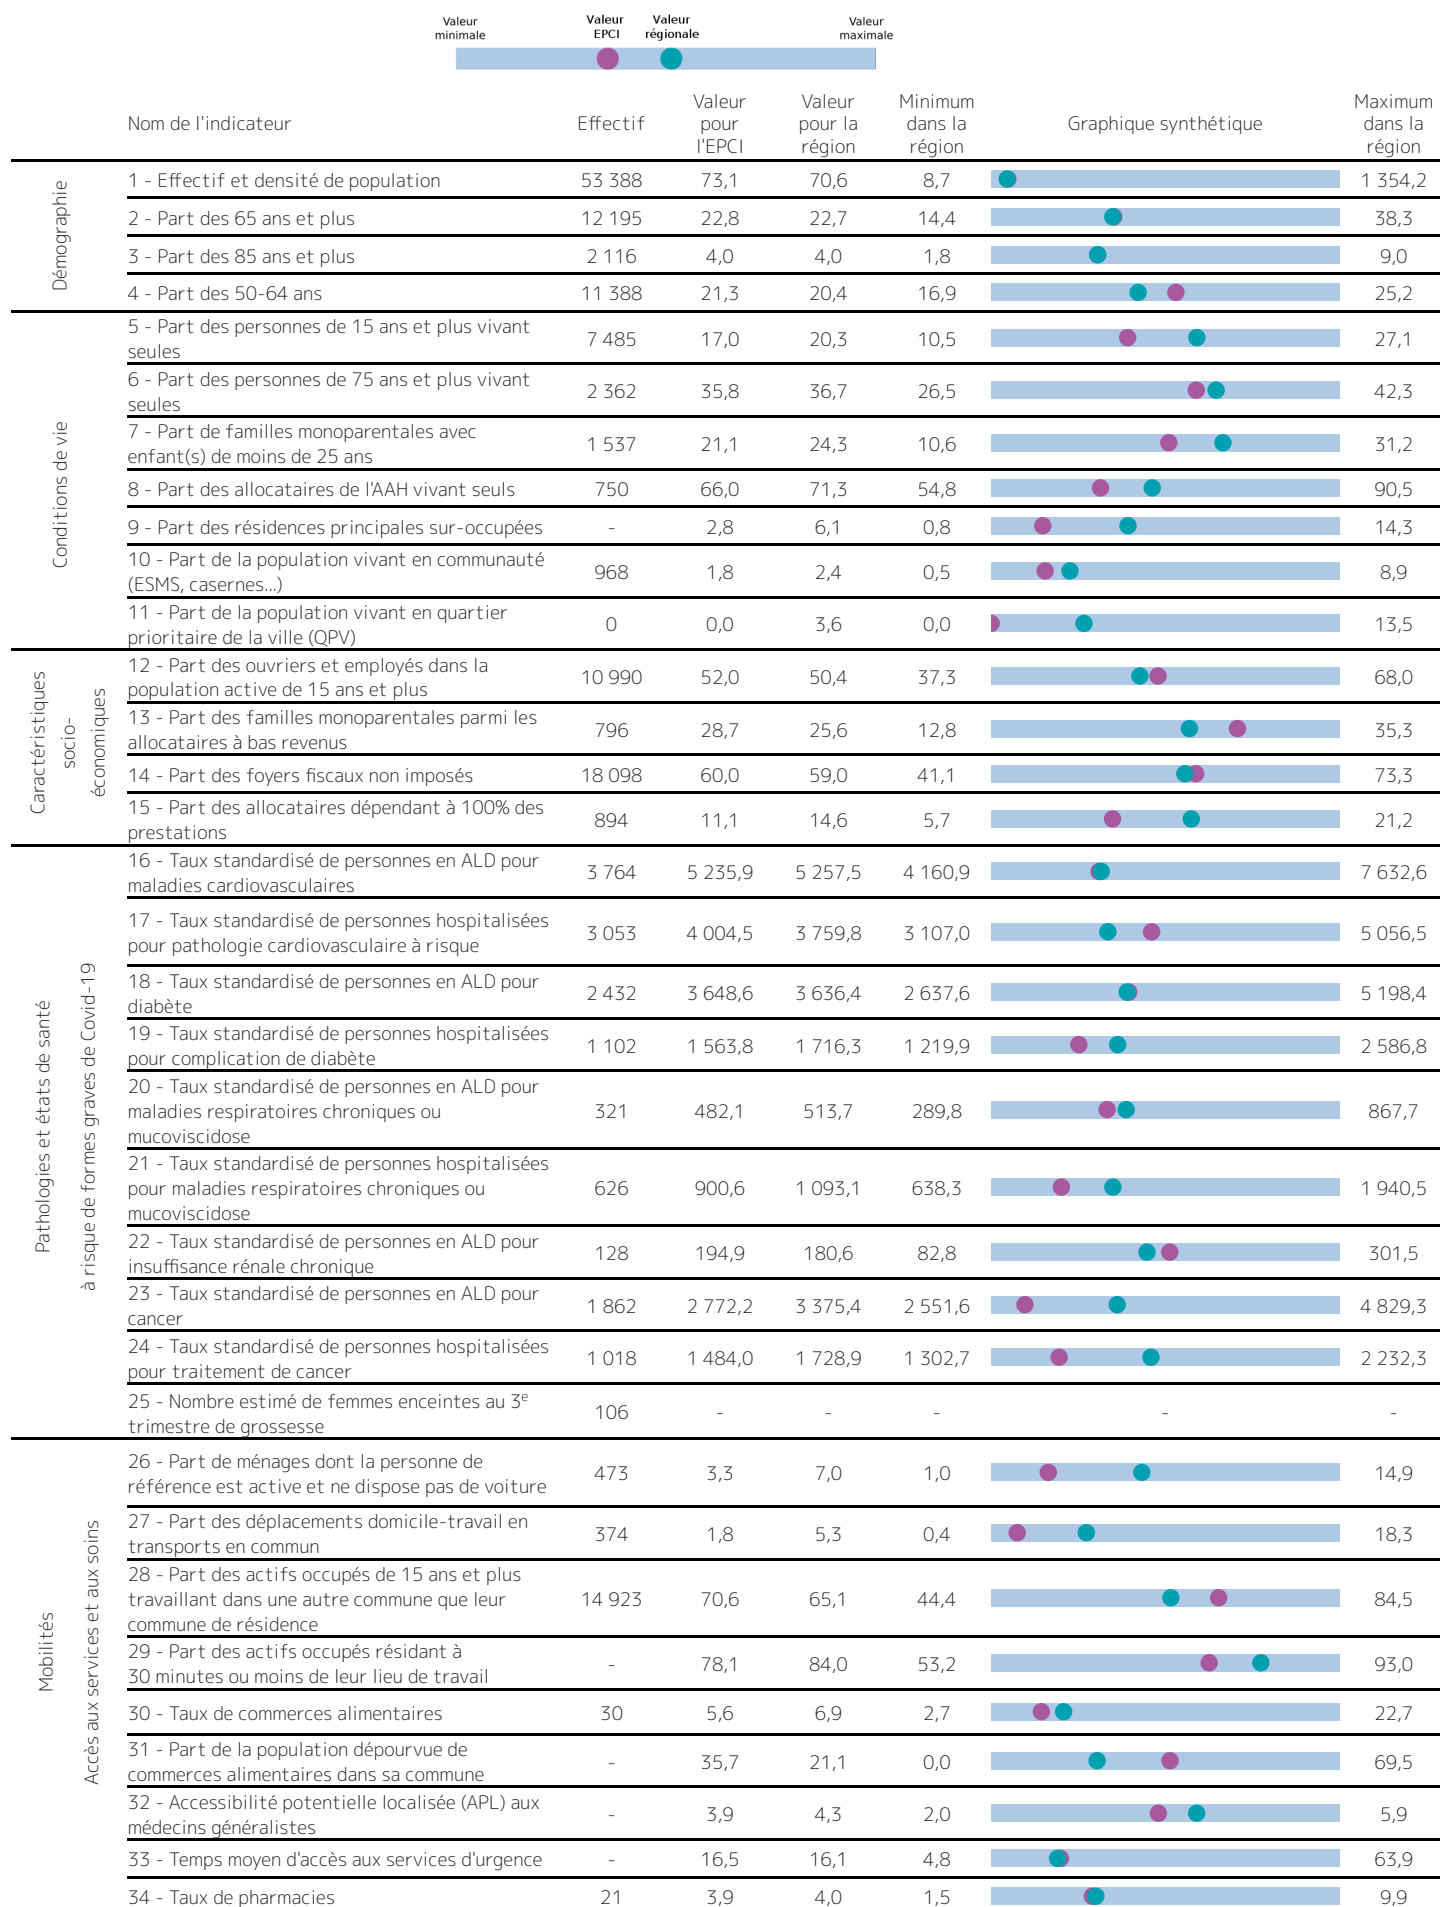 Valeur minimale
Valeur EPCI
Valeur régionale
Valeur maximale
Nom de l'indicateur
Effectif
Valeur pour l'EPCI
Valeur pour la région
Minimum dans la région
Graphique synthétique
Maximum dans la région
Démographie
1 - Effectif et densité de population 53 388 73,1 70,6 8,7 1 354,2
2 - Part des 65 ans et plus 12 195 22,8 22,7 14,4 38,3
3 - Part des 85 ans et plus 2 116 4,0 4,0 1,8 9,0
4 - Part des 50-64 ans 11 388 21,3 20,4 16,9 25,2
Conditions de vie
5 - Part des personnes de 15 ans et plus vivant
seules 7 485 17,0 20,3 10,5 27,1
6 - Part des personnes de 75 ans et plus vivant
seules 2 362 35,8 36,7 26,5 42,3
7 - Part de familles monoparentales avec
enfant(s) de moins de 25 ans 1 537 21,1 24,3 10,6 31,2
8 - Part des allocataires de l'AAH vivant seuls 750 66,0 71,3 54,8 90,5
9 - Part des résidences principales sur-occupées - 2,8 6,1 0,8 14,3
10 - Part de la population vivant en communauté
(ESMS, casernes...) 968 1,8 2,4 0,5 8,9
11 - Part de la population vivant en quartier
prioritaire de la ville (QPV) 0 0,0 3,6 0,0 13,5
Caractéristiques
socio-
économiques
12 - Part des ouvriers et employés dans la
population active de 15 ans et plus 10 990 52,0 50,4 37,3 68,0
13 - Part des familles monoparentales parmi les
allocataires à bas revenus 796 28,7 25,6 12,8 35,3
14 - Part des foyers fiscaux non imposés 18 098 60,0 59,0 41,1 73,3
15 - Part des allocataires dépendant à 100% des
prestations 894 11,1 14,6 5,7 21,2
Pathologies et états de santé
à risque de formes graves de Covid-19
16 - Taux standardisé de personnes en ALD pour
maladies cardiovasculaires 3 764 5 235,9 5 257,5 4 160,9 7 632,6
17 - Taux standardisé de personnes hospitalisées
pour pathologie cardiovasculaire à risque 3 053 4 004,5 3 759,8 3 107,0 5 056,5
18 - Taux standardisé de personnes en ALD pour
diabète 2 432 3 648,6 3 636,4 2 637,6 5 198,4
19 - Taux standardisé de personnes hospitalisées
pour complication de diabète 1 102 1 563,8 1 716,3 1 219,9 2 586,8
20 - Taux standardisé de personnes en ALD pour
maladies respiratoires chroniques ou
mucoviscidose 321 482,1 513,7 289,8 867,7
21 - Taux standardisé de personnes hospitalisées
pour maladies respiratoires chroniques ou
mucoviscidose 626 900,6 1 093,1 638,3 1 940,5
22 - Taux standardisé de personnes en ALD pour
insuffisance rénale chronique 128 194,9 180,6 82,8 301,5
23 - Taux standardisé de personnes en ALD pour
cancer 1 862 2 772,2 3 375,4 2 551,6 4 829,3
24 - Taux standardisé de personnes hospitalisées
pour traitement de cancer 1 018 1 484,0 1 728,9 1 302,7 2 232,3
25 - Nombre estimé de femmes enceintes au 3e
trimestre de grossesse 106 - - - - -
Mobilités
Accès aux services et aux soins
26 - Part de ménages dont la personne de
référence est active et ne dispose pas de voiture 473 3,3 7,0 1,0 14,9
27 - Part des déplacements domicile-travail en
transports en commun 374 1,8 5,3 0,4 18,3
28 - Part des actifs occupés de 15 ans et plus
travaillant dans une autre commune que leur
commune de résidence 14 923 70,6 65,1 44,4 84,5
29 - Part des actifs occupés résidant à
30 minutes ou moins de leur lieu de travail - 78,1 84,0 53,2 93,0
30 - Taux de commerces alimentaires 30 5,6 6,9 2,7 22,7
31 - Part de la population dépourvue de
commerces alimentaires dans sa commune - 35,7 21,1 0,0 69,5
32 - Accessibilité potentielle localisée (APL) aux
médecins généralistes - 3,9 4,3 2,0 5,9
33 - Temps moyen d'accès aux services d'urgence - 16,5 16,1 4,8 63,9
34 - Taux de pharmacies 21 3,9 4,0 1,5 9,9